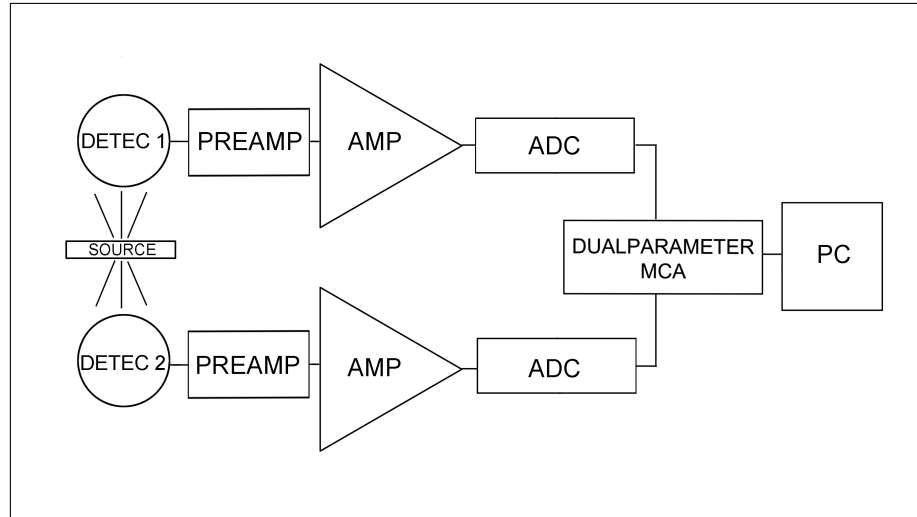 DETEC 1
PREAMP
AMP
ADC
SOURCE
DUALPARAMETER
MCA
PC
DETEC 2
PREAMP
AMP
ADC